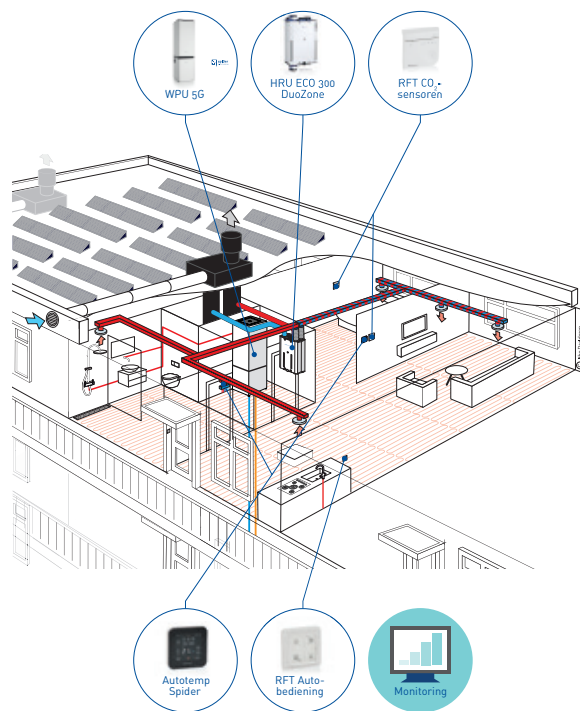 WPU 5G
HRU ECO 300
DuoZone
RFT CO₂-
sensoren
Autotemp
Spider
RFT Auto-
bediening
Monitoring